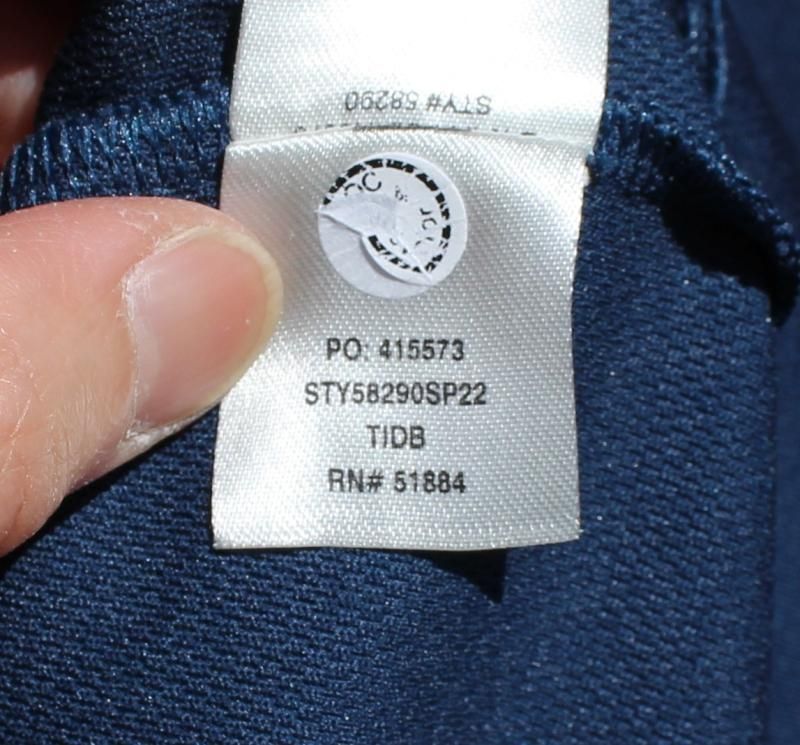 STY# 58290
PO: 415573
STY58290SP22
TIDB
RN# 51884